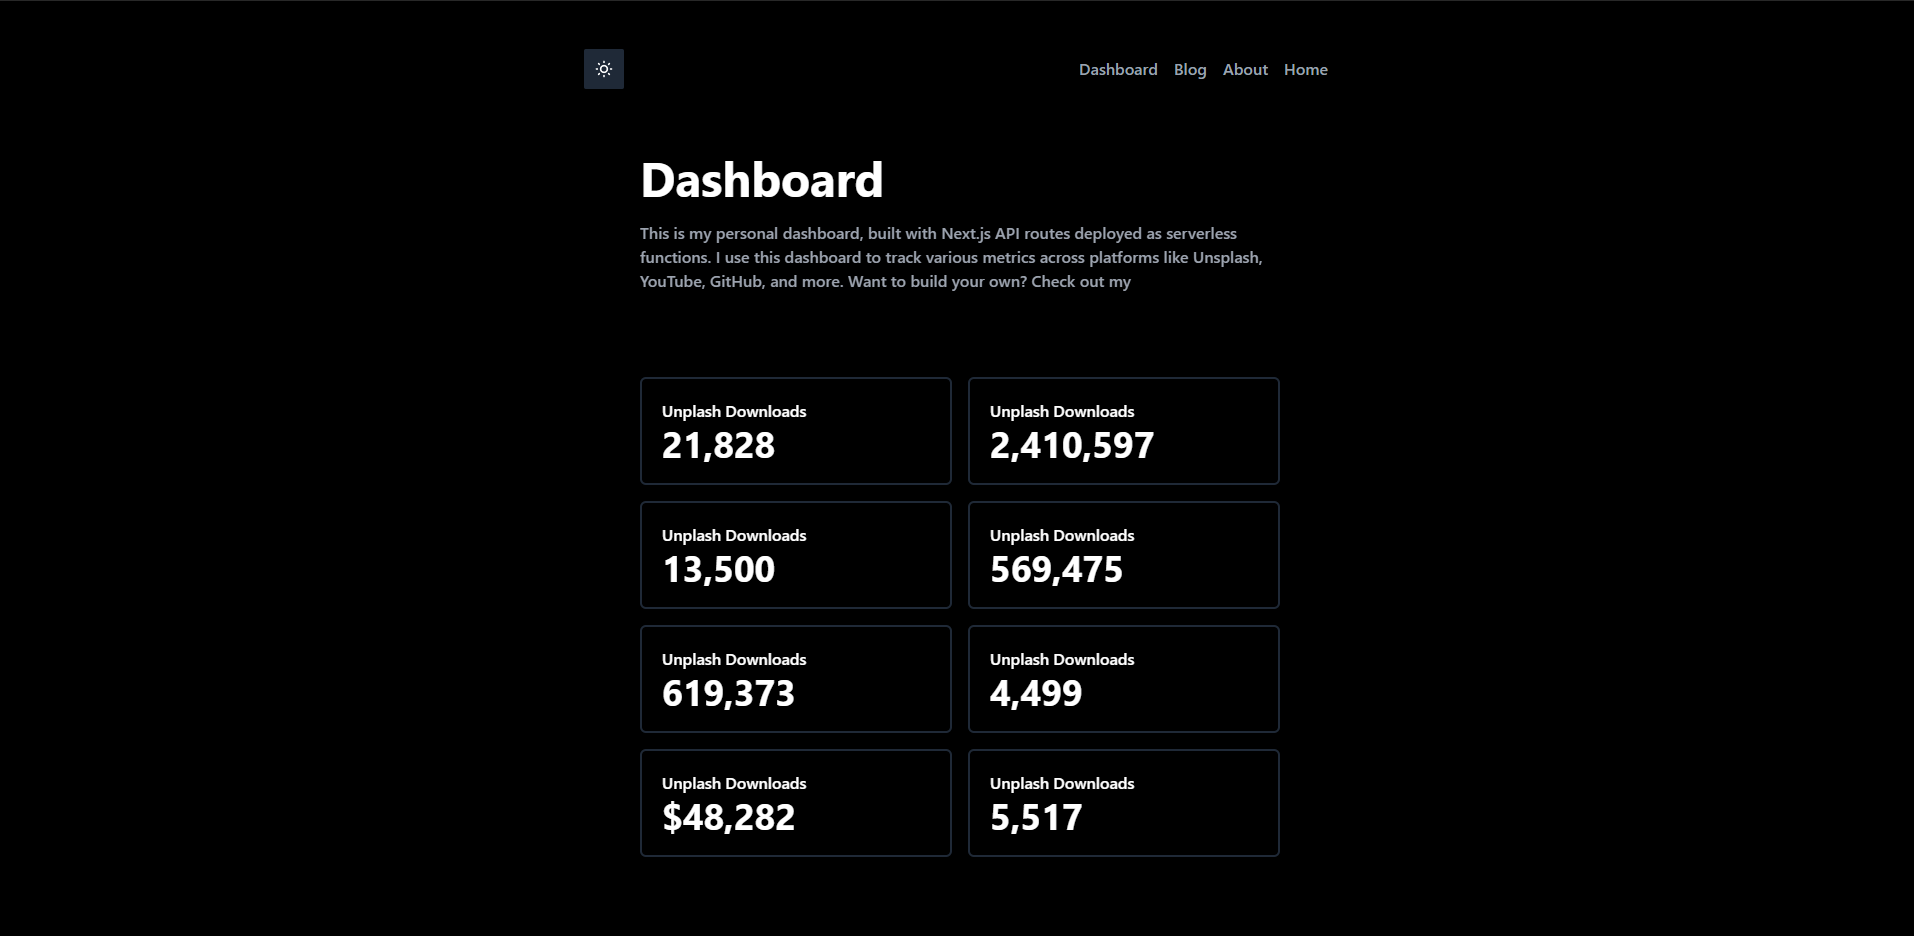 Dashboard Blog About Home
Dashboard
This is my personal dashboard, built with Next.js API routes deployed as serverless
functions. I use this dashboard to track various metrics across platforms like Unsplash,
YouTube, GitHub, and more. Want to build your own? Check out my
Unplash Downloads
21,828
Unplash Downloads
2,410,597
Unplash Downloads
13,500
Unplash Downloads
569,475
Unplash Downloads
619,373
Unplash Downloads
4,499
Unplash Downloads
$48,282
Unplash Downloads
5,517